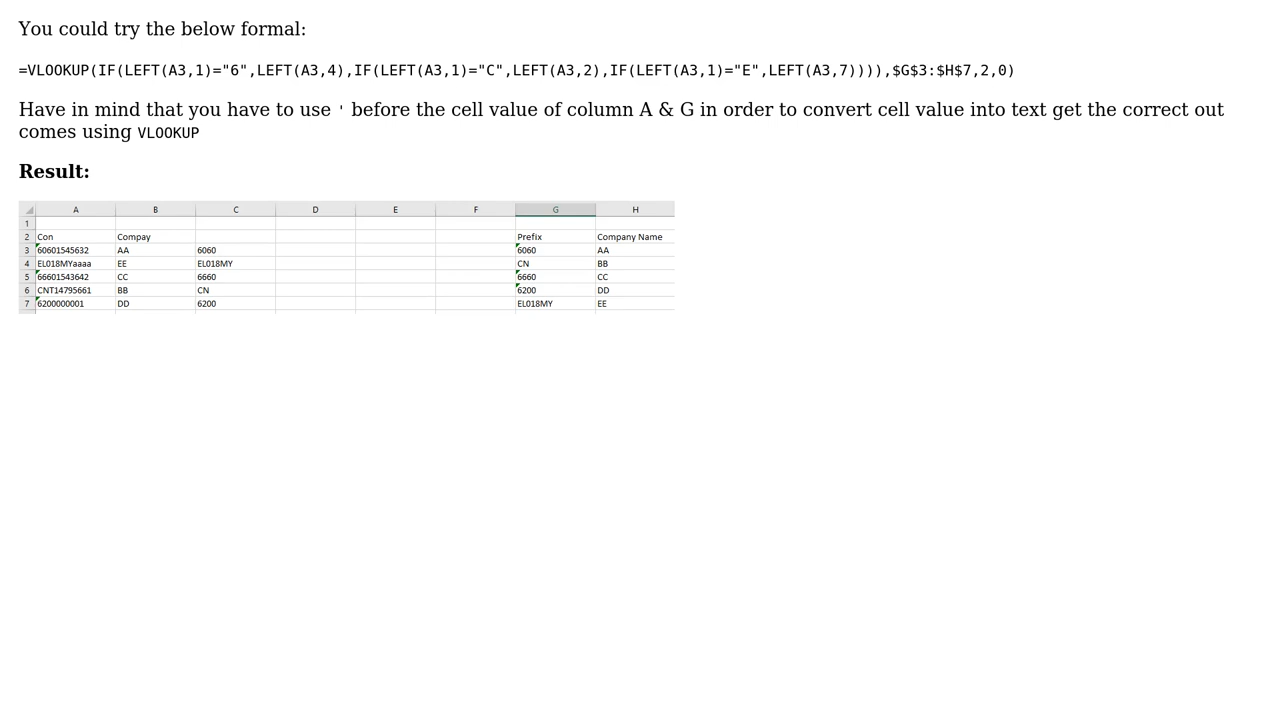 You could try the below formal:
=VLOOKUP(IF(LEFT(A3,1)="6",LEFT(A3,4),IF(LEFT(A3,1)="C",LEFT(A3,2),IF(LEFT(A3,1)="E",LEFT(A3,7)))),$G$3:$H$7,2,0)
Have in mind that you have to use ' before the cell value of column A & G in order to convert cell value into text get the correct out
comes using VLOOKUP
Result:
A B C D E F G H
1
2 Con Compay Prefix Company Name
3 60601545632 AA 6060 6060 AA
4 EL018MYaaaa EE EL018MY CN BB
5 66601543642 CC 6660 6660 CC
6 CNT14795661 BB CN 6200 DD
7 6200000001 DD 6200 EL018MY EE